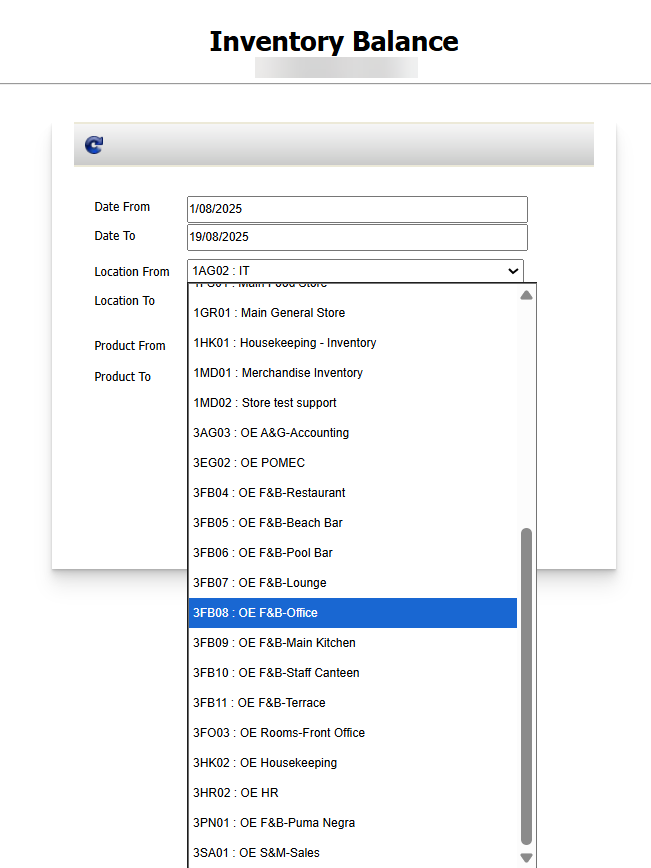 Inventory Balance
Date From 1/08/2025
Date To 19/08/2025
Location From 1AG02 : IT
Location To
Product From
Product To
Main Food Store
1GR01 : Main General Store
1HK01 : Housekeeping - Inventory
1MD01 : Merchandise Inventory
1MD02 : Store test support
3AG03 : OE A&G-Accounting
3EG02 : OE POMEC
3FB04 : OE F&B-Restaurant
3FB05 : OE F&B-Beach Bar
3FB06 : OE F&B-Pool Bar
3FB07 : OE F&B-Lounge
3FB08 : OE F&B-Office
3FB09 : OE F&B-Main Kitchen
3FB10 : OE F&B-Staff Canteen
3FB11 : OE F&B-Terrace
3FO03 : OE Rooms-Front Office
3HK02 : OE Housekeeping
3HR02 : OE HR
3PN01 : OE F&B-Puma Negra
3SA01 : OE S&M-Sales